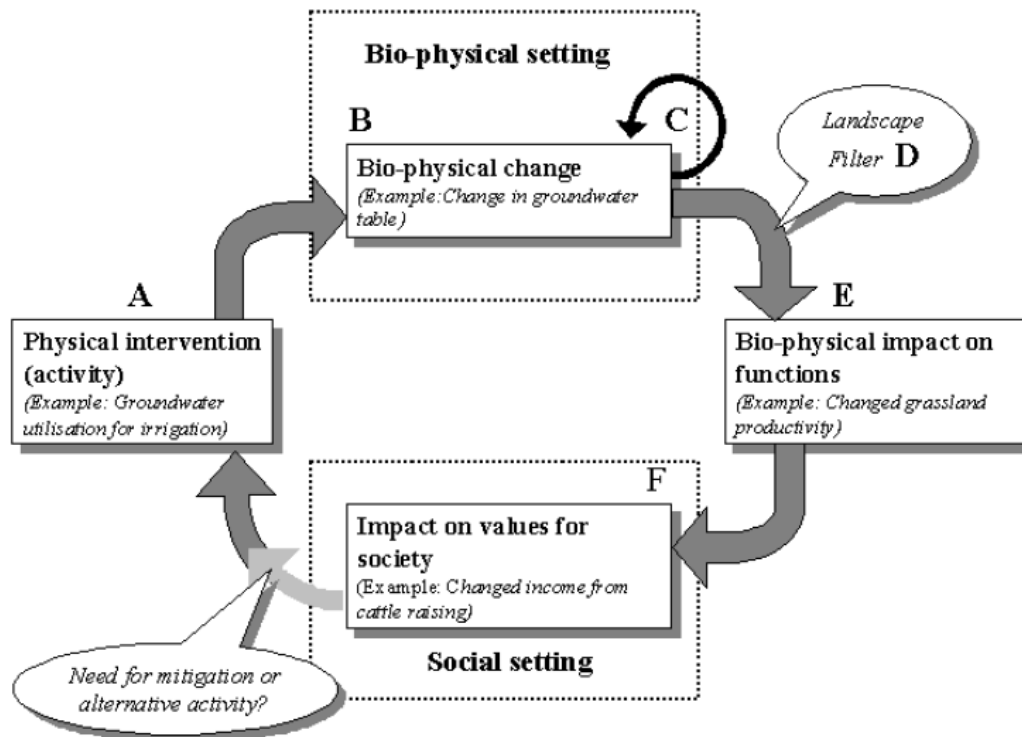 Bio-physical setting
B
C
Bio-physical change
(Example:Change in groundwater
table)
Landscape
Filter D
A
Physical intervention
(activity)
(Example: Groundwater
utilisation for irrigation)
E
Bio-physical impact on
functions
(Example: Changed grassland
productivity)
F
Impact on values for
society
(Example: Changed income from
cattle raising)
Social setting
Need for mitigation or
alternative activity?